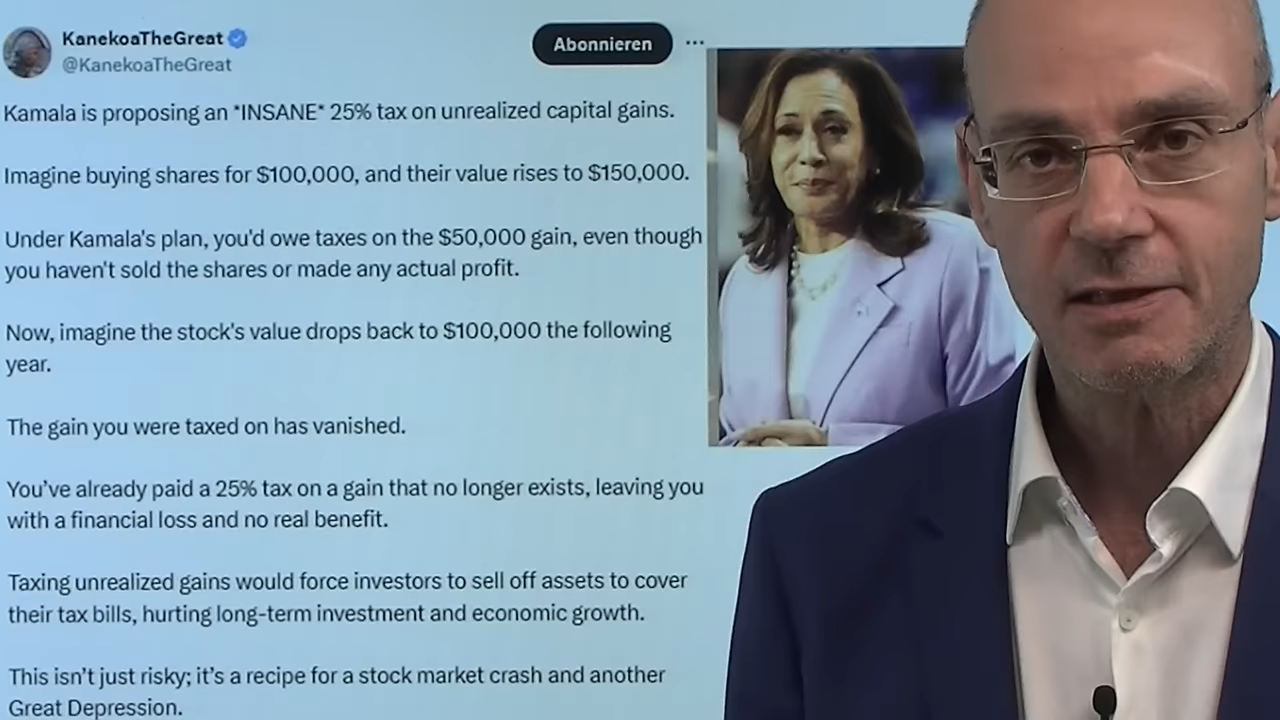 KanekoaTheGreat
Abonnieren
...
@KanekoaTheGreat
Kamala is proposing an *INSANE* 25% tax on unrealized capital gains.
Imagine buying shares for $100,000, and their value rises to $150,000.
Under Kamala's plan, you'd owe taxes on the $50,000 gain, even though
you haven't sold the shares or made any actual profit.
Now, imagine the stock's value drops back to $100,000 the following
year.
The gain you were taxed on has vanished.
You’ve already paid a 25% tax on a gain that no longer exists, leaving you
with a financial loss and no real benefit.
Taxing unrealized gains would force investors to sell off assets to cover
their tax bills, hurting long-term investment and economic growth.
This isn’t just risky; it’s a recipe for a stock market crash and another
Great Depression.